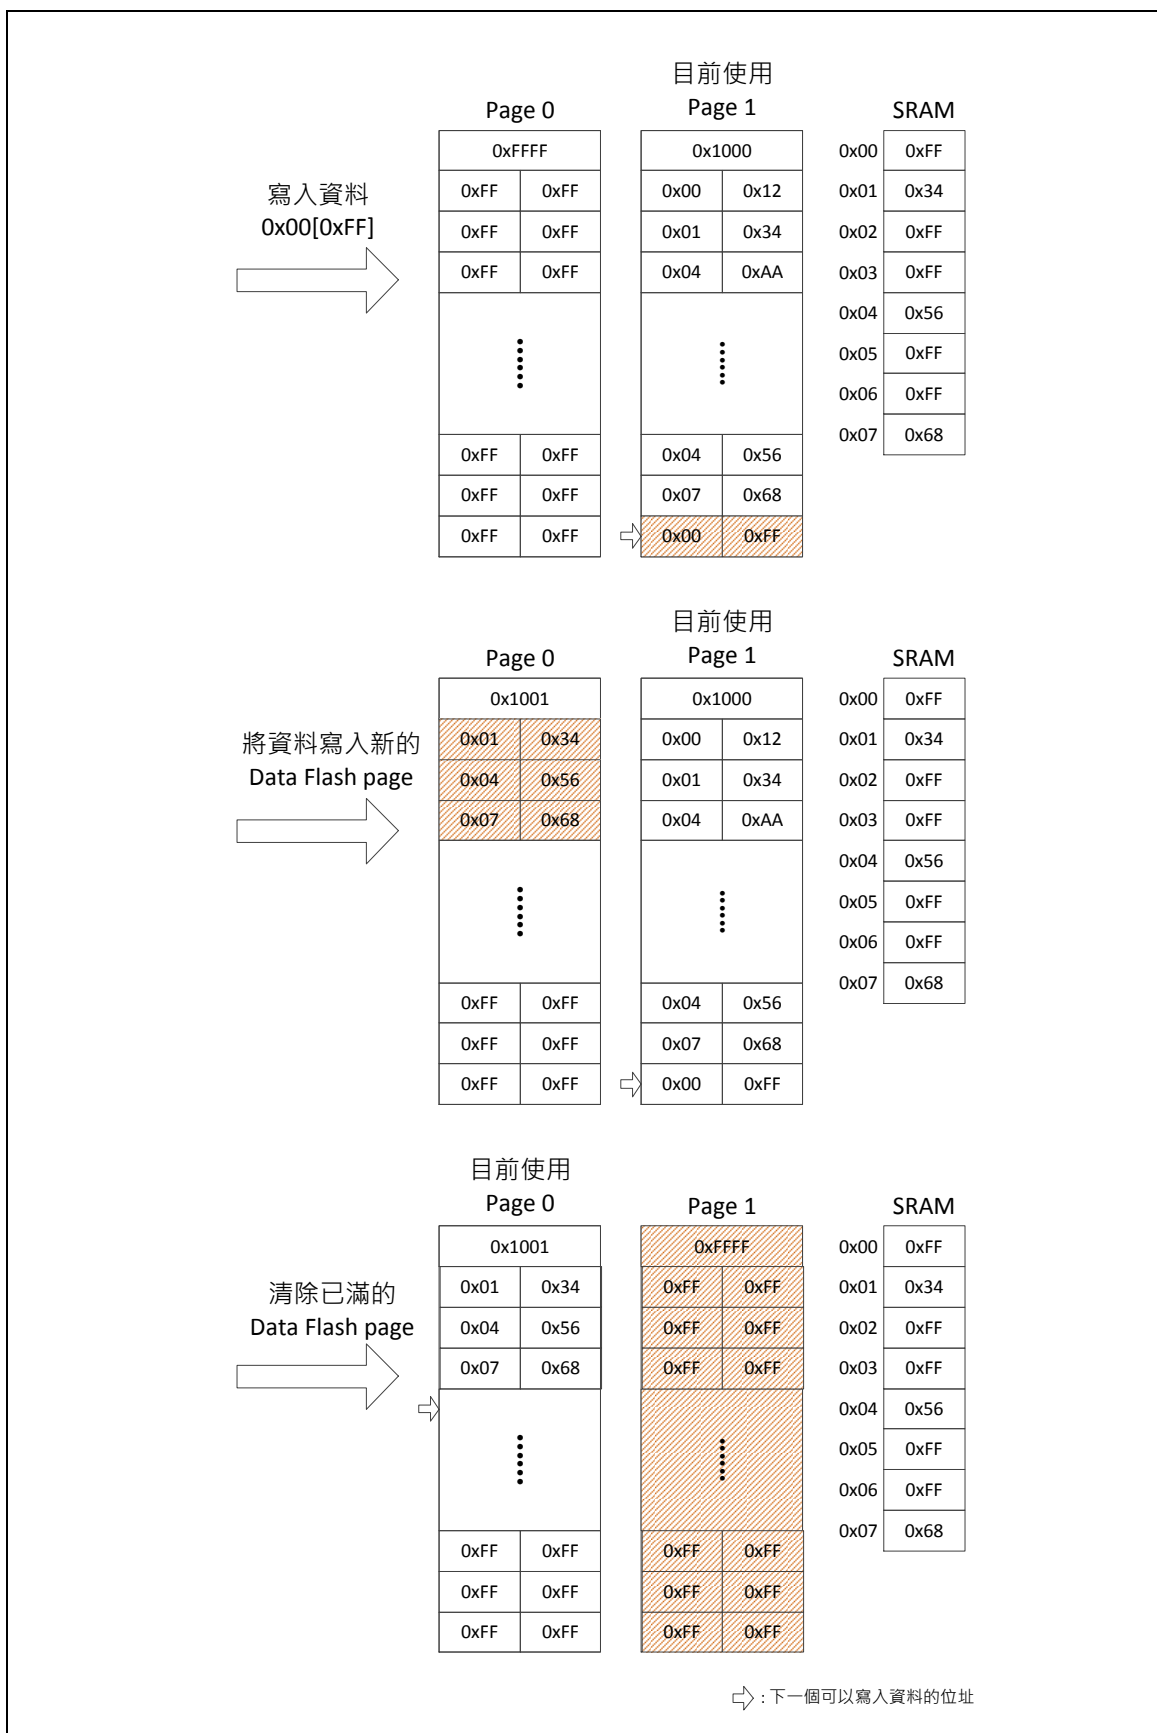 目前使用
Page 0 Page 1 SRAM
0xFFFF 0x1000 0x00 0xFF
寫入資料
0x00[0xFF]
0xFF 0xFF 0x00 0x12 0x01 0x34
0xFF 0xFF 0x01 0x34 0x02 0xFF
0xFF 0xFF 0x04 0xAA 0x03 0xFF
0x04 0x56
0x05 0xFF
0x06 0xFF
0x07 0x68
0xFF 0xFF 0x04 0x56
0xFF 0xFF 0x07 0x68
0xFF 0xFF 0x00 0xFF
目前使用
Page 0 Page 1 SRAM
0x1001 0x1000 0x00 0xFF
將資料寫入新的
Data Flash page
0x01 0x34 0x00 0x12 0x01 0x34
0x04 0x56 0x01 0x34 0x02 0xFF
0x07 0x68 0x04 0xAA 0x03 0xFF
0x04 0x56
0x05 0xFF
0x06 0xFF
0x07 0x68
0xFF 0xFF 0x04 0x56
0xFF 0xFF 0x07 0x68
0xFF 0xFF 0x00 0xFF
目前使用
Page 0 Page 1 SRAM
0x1001 0xFFFF 0x00 0xFF
清除已滿的
Data Flash page
0x01 0x34 0xFF 0xFF 0x01 0x34
0x04 0x56 0xFF 0xFF 0x02 0xFF
0x07 0x68 0xFF 0xFF 0x03 0xFF
0x04 0x56
0x05 0xFF
0x06 0xFF
0x07 0x68
0xFF 0xFF 0xFF 0xFF
0xFF 0xFF 0xFF 0xFF
0xFF 0xFF 0xFF 0xFF
: 下一個可以寫入資料的位址